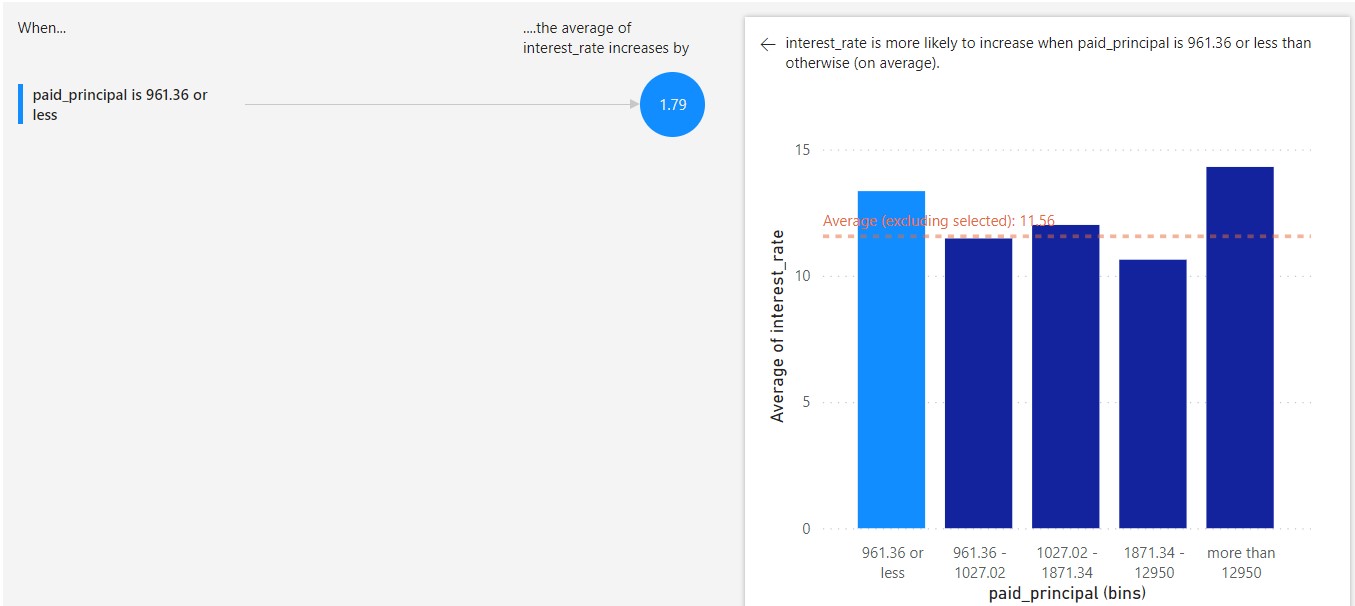 When...
....the average of
interest_rate increases by
paid_principal is 961.36 or
less
1.79
interest_rate is more likely to increase when paid_principal is 961.36 or less than
otherwise (on average).
15
Average (excluding selected): 11.56
10
5
0
Average of interest_rate
961.36 or
less
961.36 -
1027.02
1027.02 -
1871.34
1871.34 -
12950
more than
12950
paid_principal (bins)